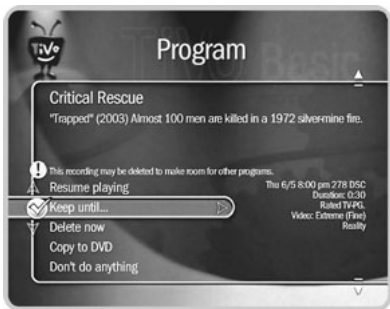 TiVo
Program
TiVo Basic
Critical Rescue
"Trapped" (2003) Almost 100 men are killed in a 1972 silver-mine fire.
This recording may be deleted to make room for other programs.
Resume playing
Keep until...
Delete now
Copy to DVD
Don't do anything
Thu 6/5 8:00 pm 278 DSC
Duration: 0:30
Rated TV-PG.
Video: Extreme (Fine)
Reality